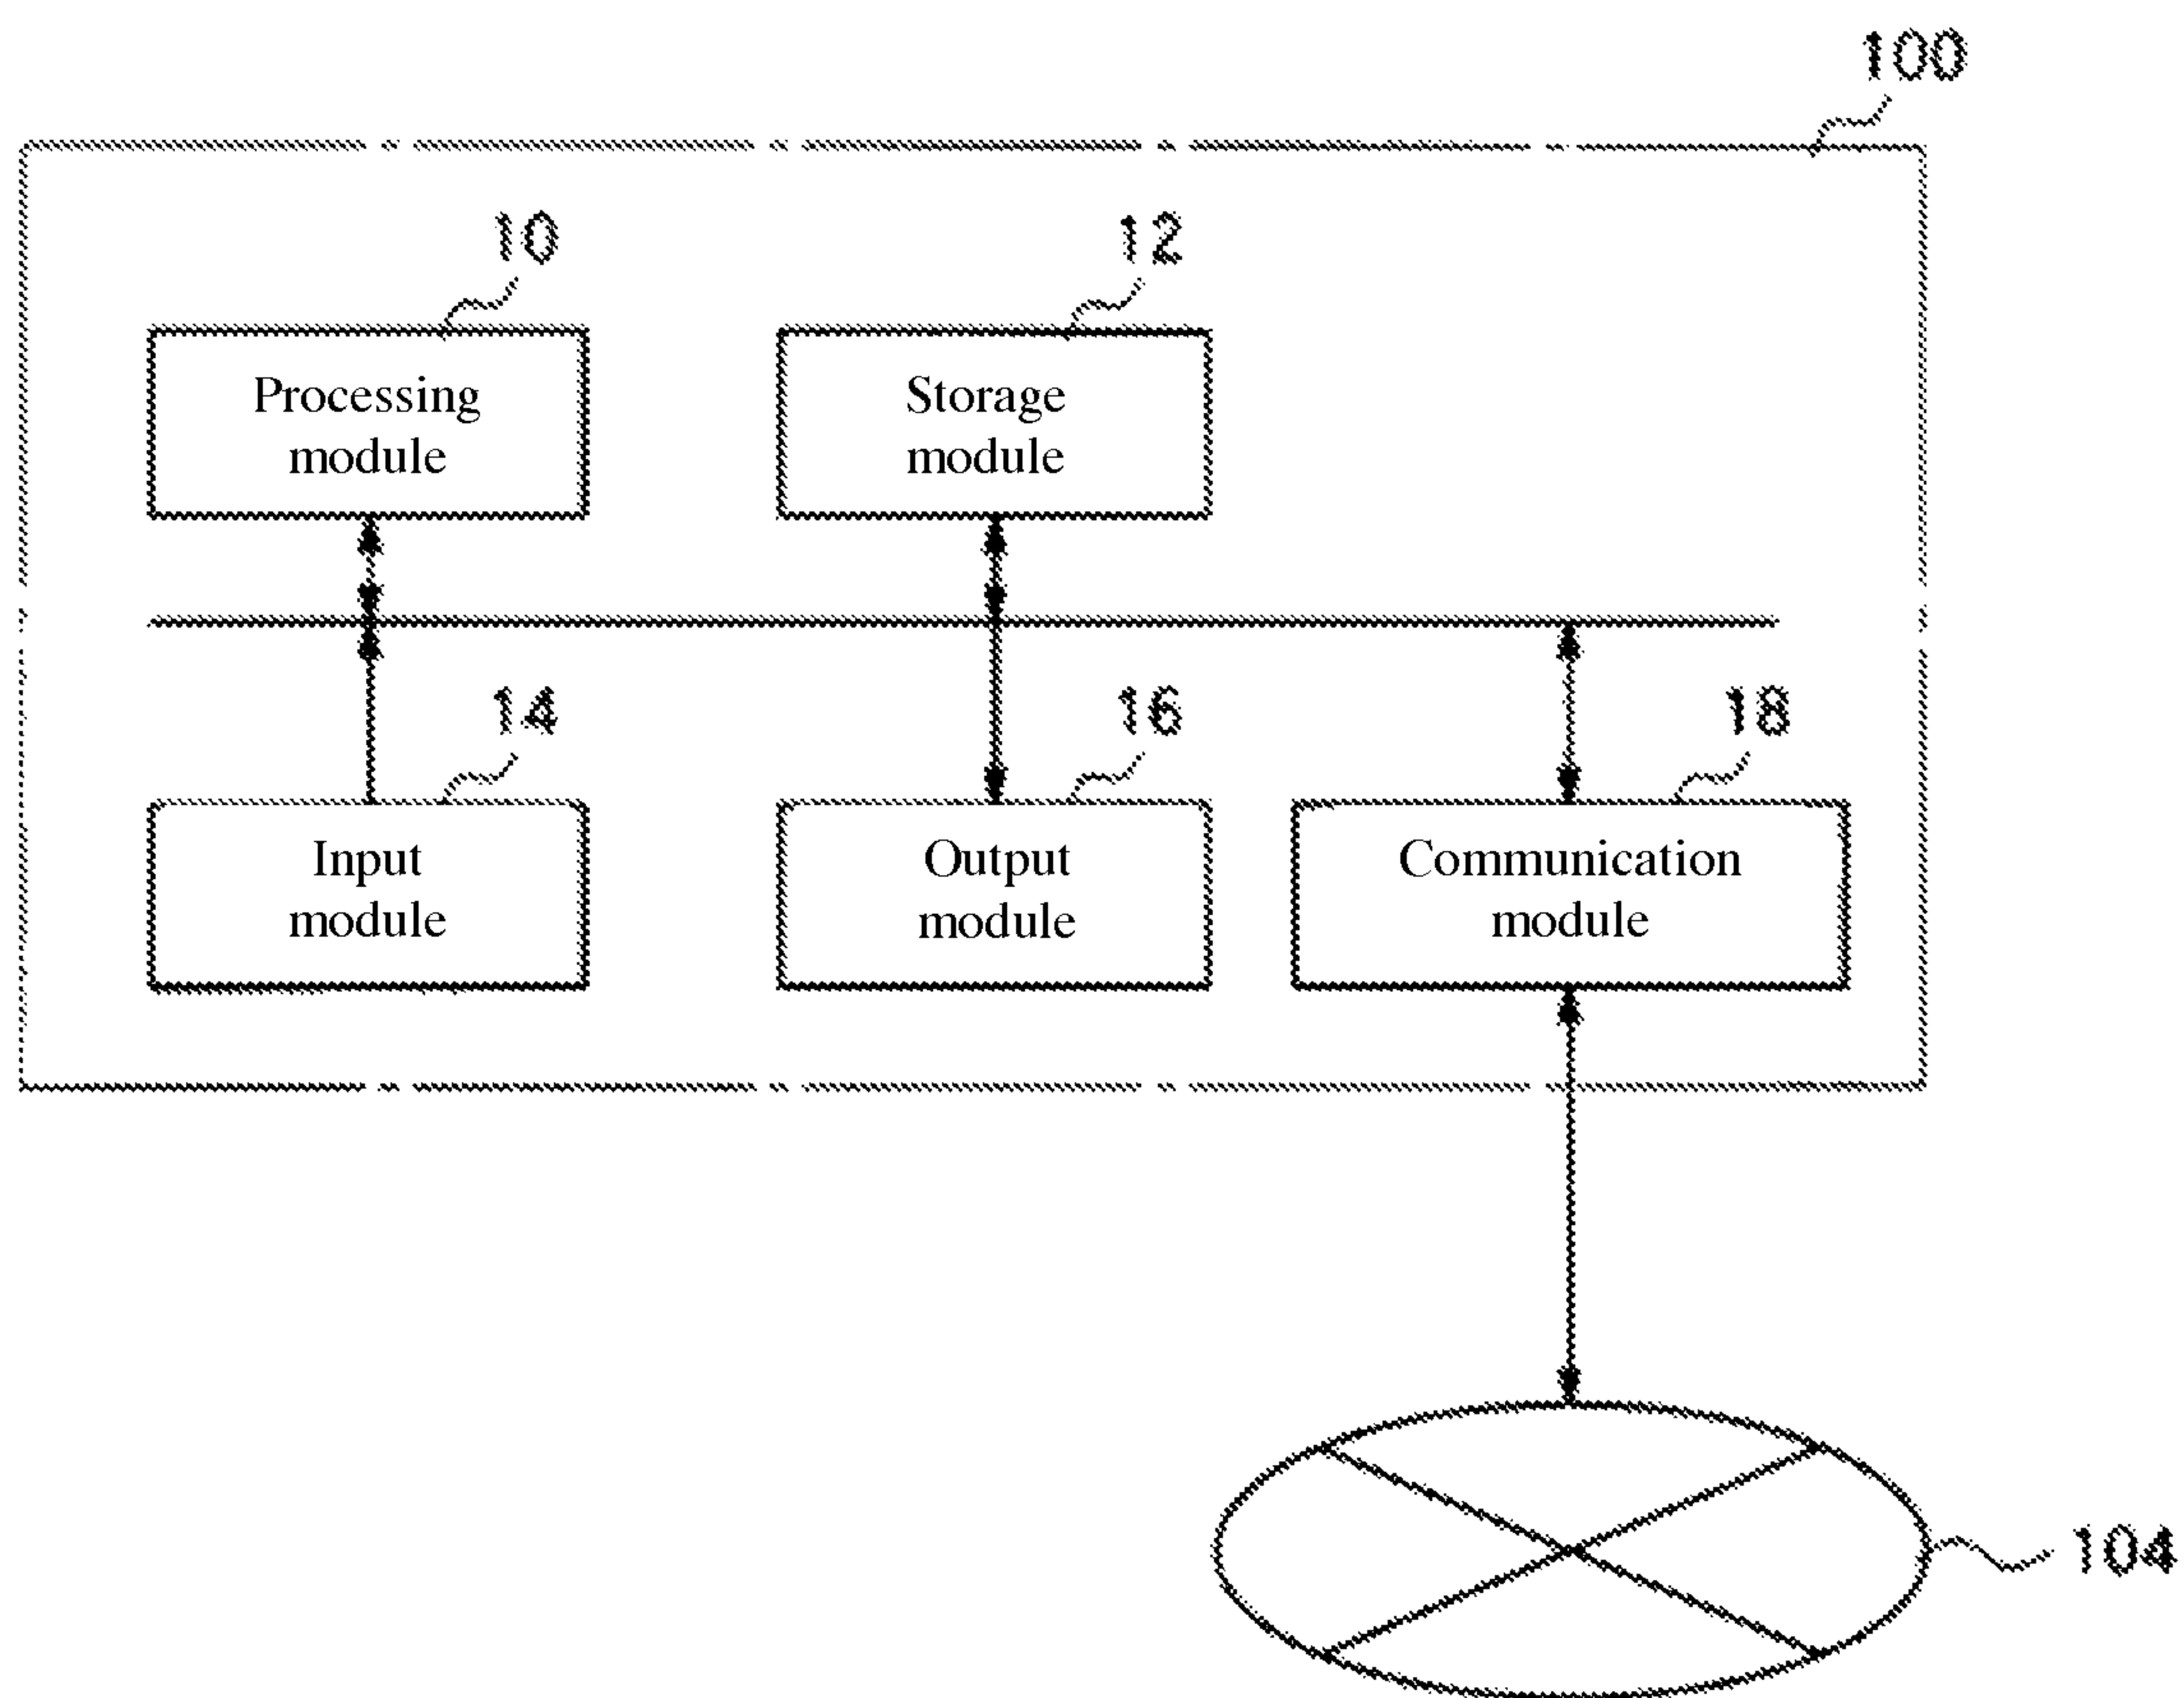 100
10
12
Processing
module
Storage
module
14
16
18
Input
module
Output
module
Communication
module
104